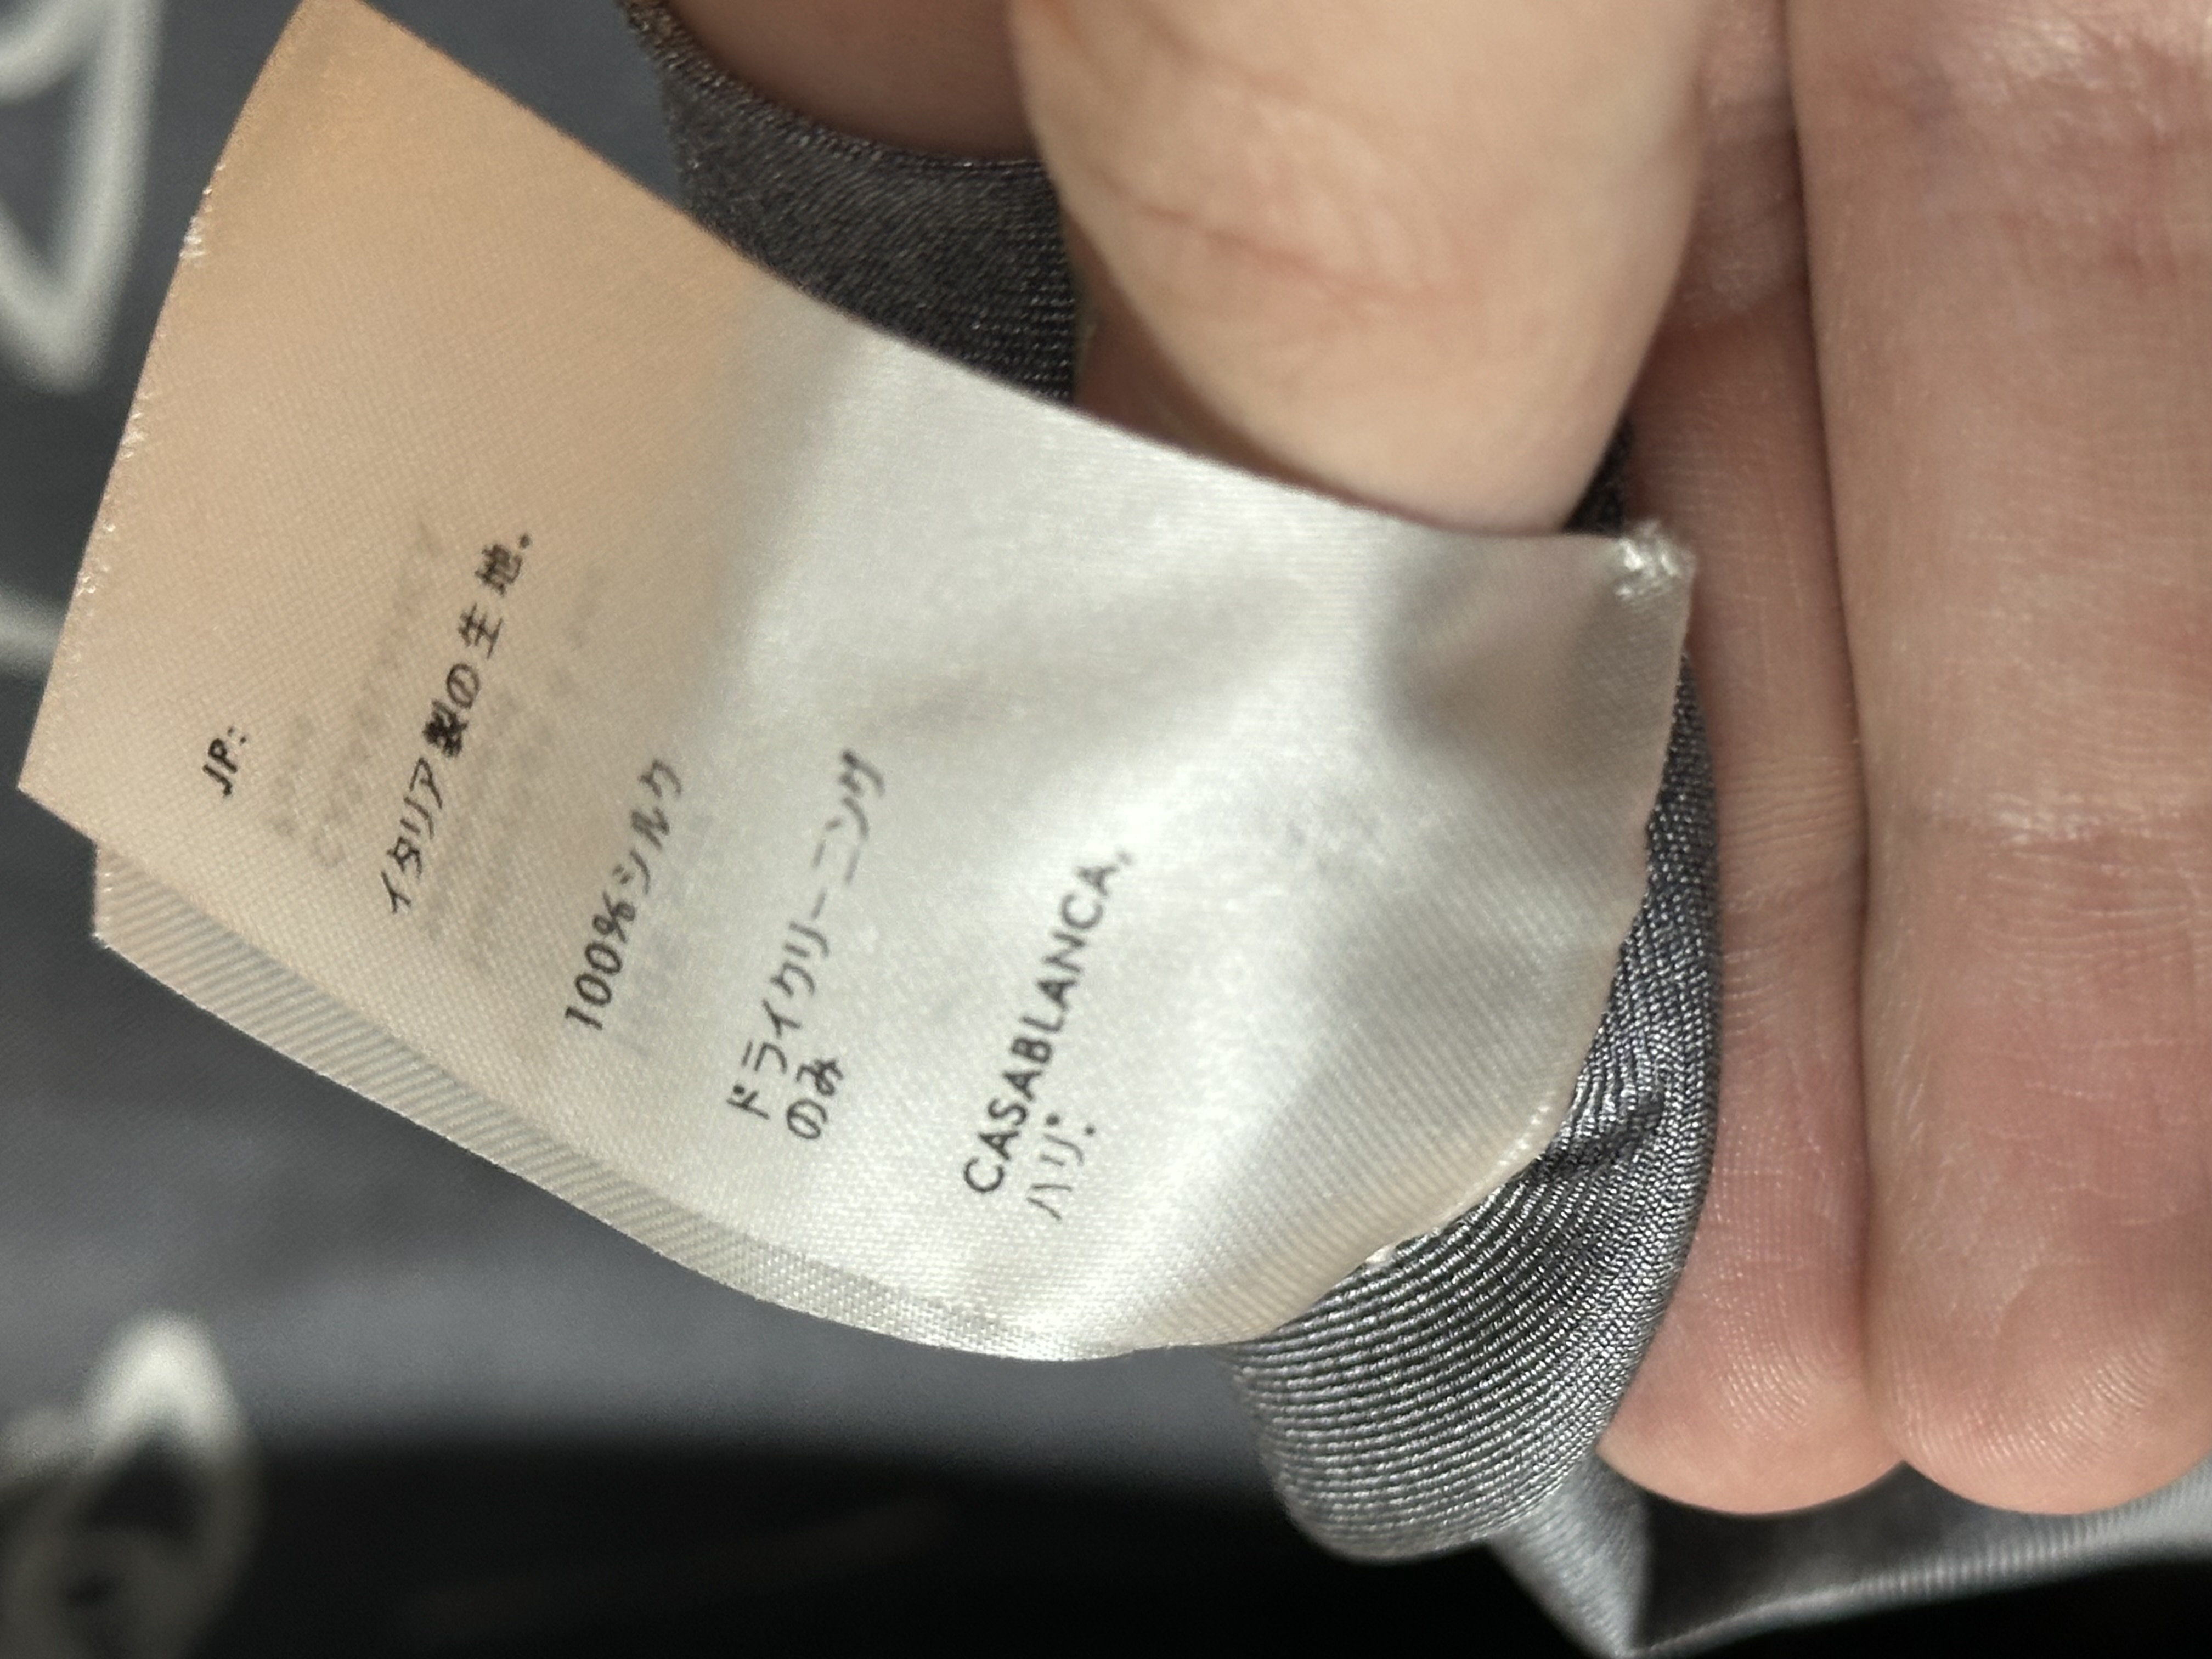 JP:
イタリア製の生地。
100%シルク
ドライクリーニング
のみ
CASABLANCA,
パリ.